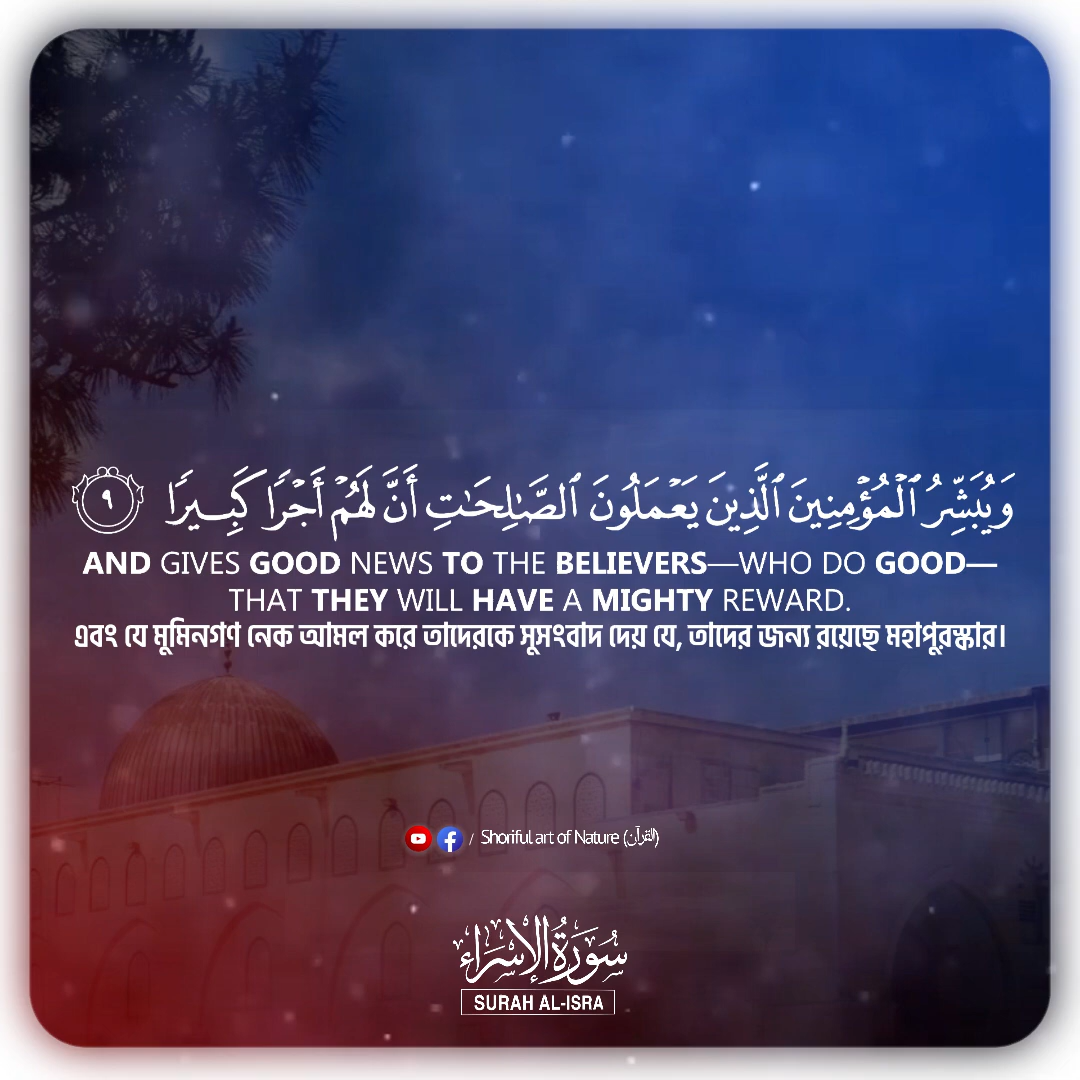 وَيُبَشِّرُ ٱلْمُؤْمِنِينَ ٱلَّذِينَ يَعْمَلُونَ ٱلصَّـٰلِحَـٰتِ أَنَّ لَهُمْ أَجْرًا كَبِيرًا ٩
AND GIVES GOOD NEWS TO THE BELIEVERS—WHO DO GOOD—
THAT THEY WILL HAVE A MIGHTY REWARD.
এবং যে মুমিনগণ নেক আমল করে তাদেরকে সুসংবাদ দেয় যে, তাদের জন্য রয়েছে মহাপুরস্কার।
/ Shoriful art of Nature (القرآن)
سُورَةُ الإِسْرَاء
SURAH AL-ISRA